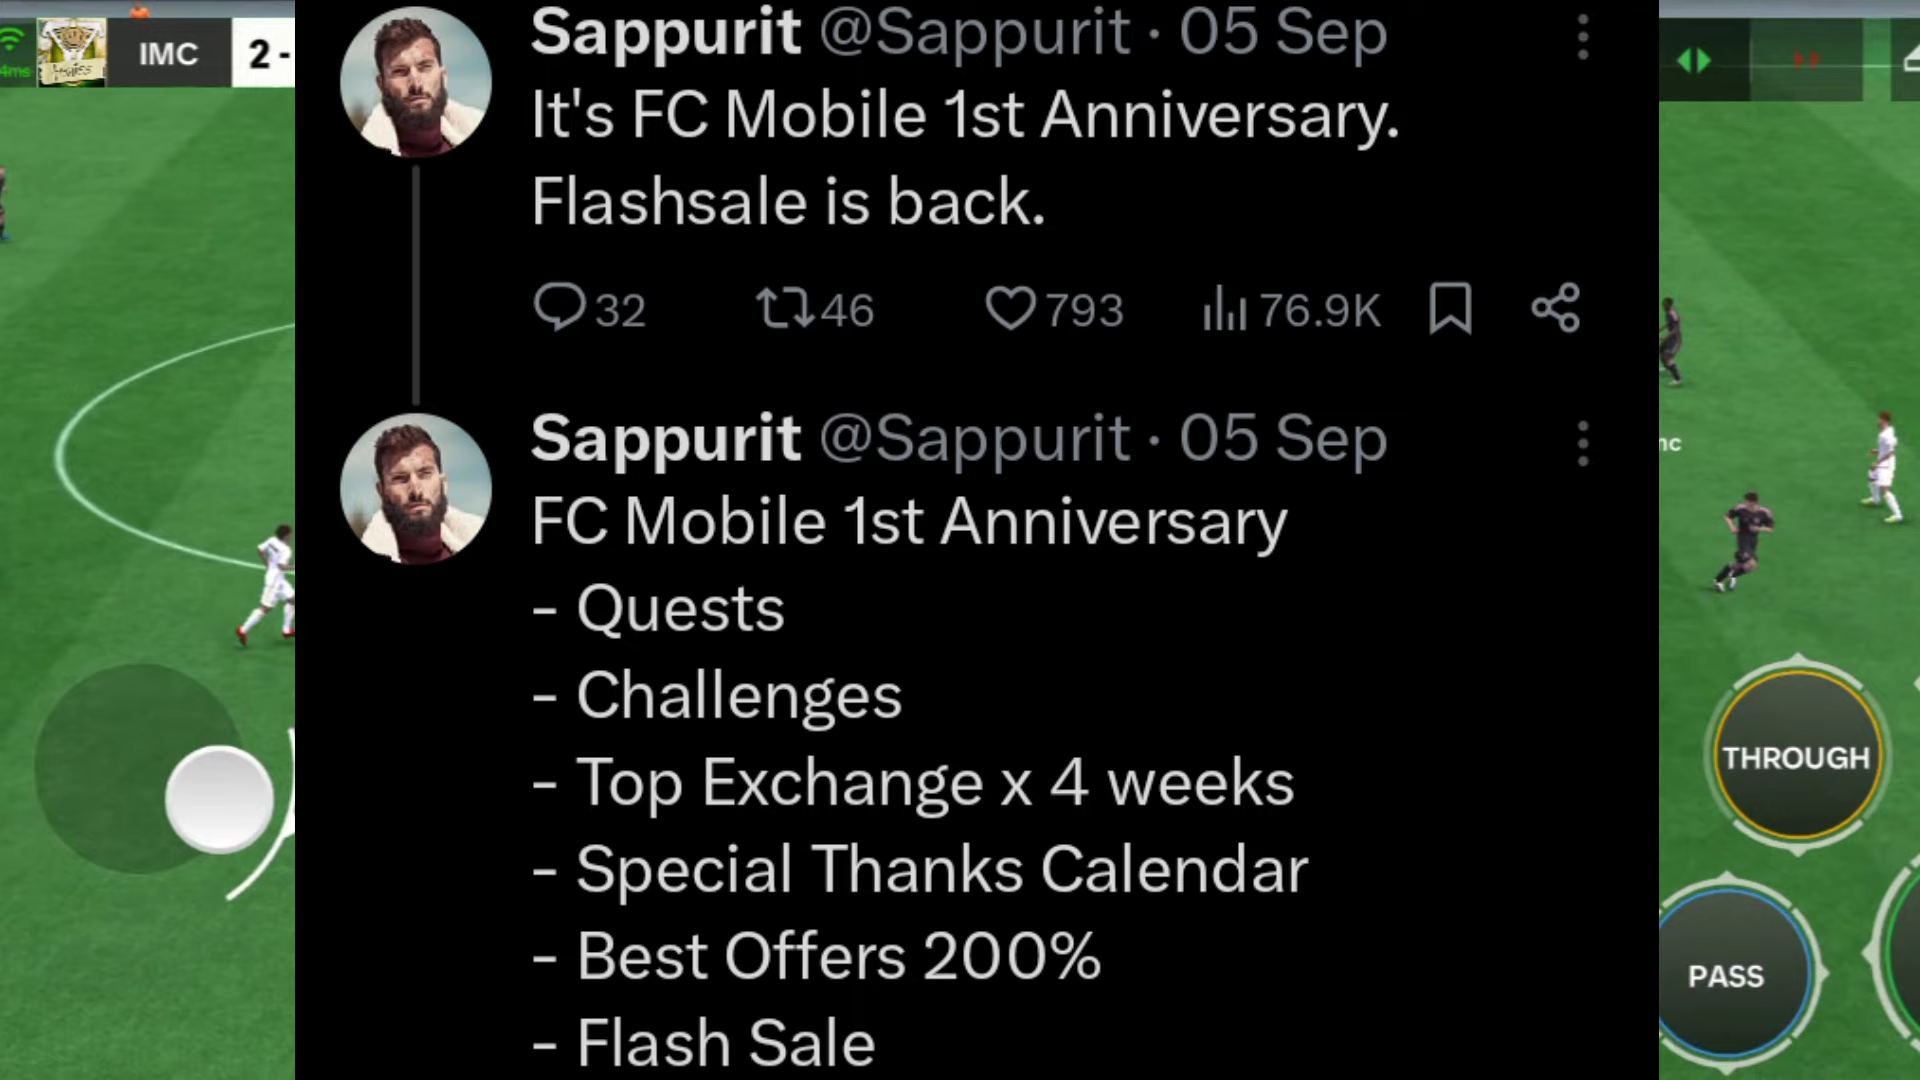 Sappurit @Sappurit · 05 Sep
It's FC Mobile 1st Anniversary.
Flashsale is back.
32 46 793 76.9K
Sappurit @Sappurit · 05 Sep
FC Mobile 1st Anniversary
- Quests
- Challenges
- Top Exchange x 4 weeks
- Special Thanks Calendar
- Best Offers 200%
- Flash Sale
IMC 2 -
4ms
THROUGH
PASS